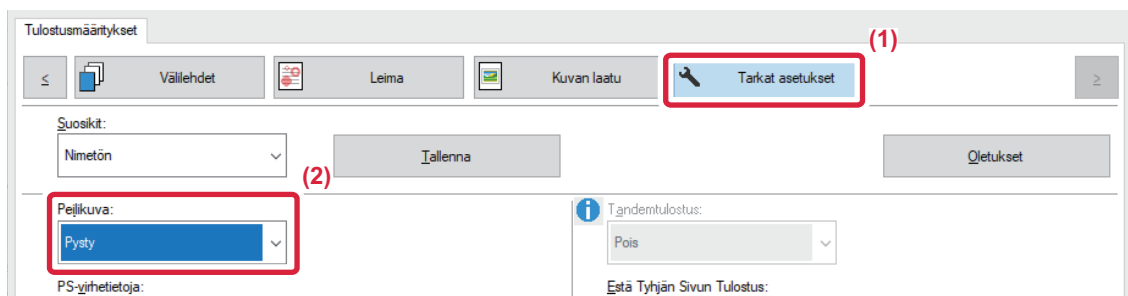 Tulostusmääritykset
(1)
≤ Välilehdet Leima Kuvan laatu Tarkat asetukset ≥
Suosikit:
Nimetön Tallenna Oletukset
(2)
Peilikuva: Tandemtulostus:
Pysty Pois
PS-virhetietoja: Estä Tyhjän Sivun Tulostus: